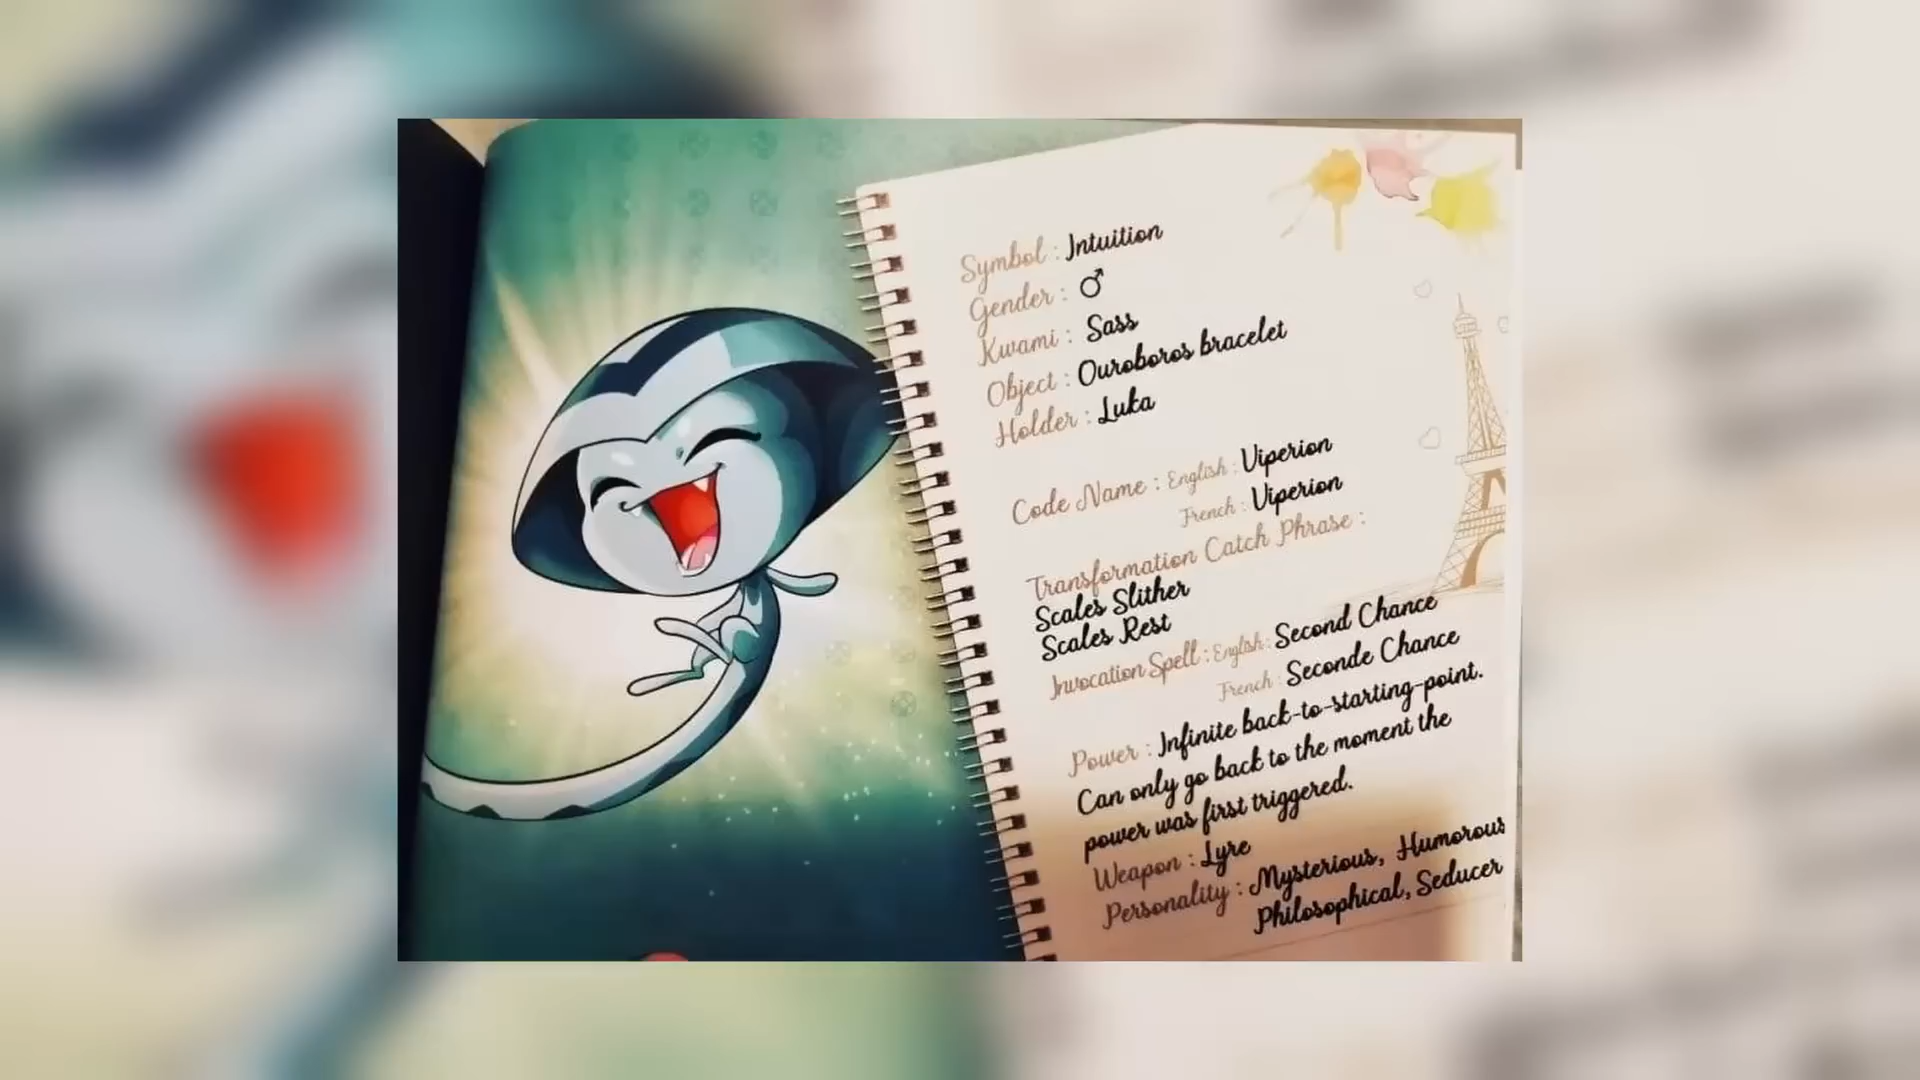 Symbol : Intuition
Gender : ♂
Kwami : Sass
Object : Ouroboros bracelet
Holder : Luka
Code Name : English : Viperion
French : Viperion
Transformation Catch Phrase :
Scales Slither
Scales Rest
Invocation Spell : English : Second Chance
French : Seconde Chance
Power : Infinite back-to-starting-point.
Can only go back to the moment the
power was first triggered.
Weapon : Lyre
Personality : Mysterious, Humorous
Philosophical, Seducer